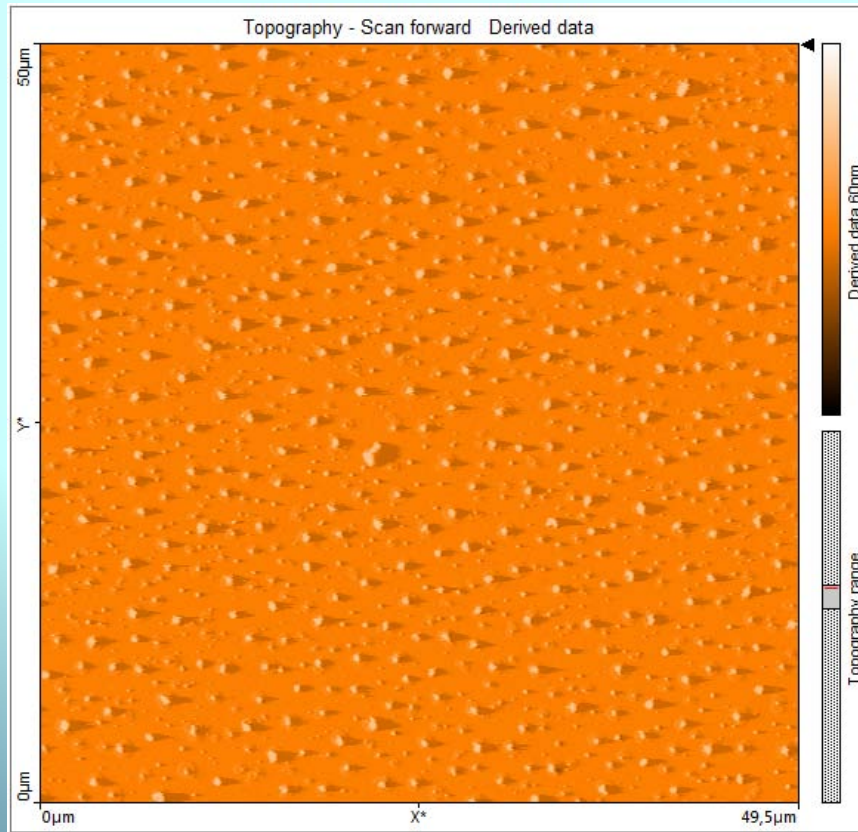 Topography - Scan forward Derived data
50µm
Y*
0µm
0µm
X*
49,5µm
Derived data 60nm
Topography range